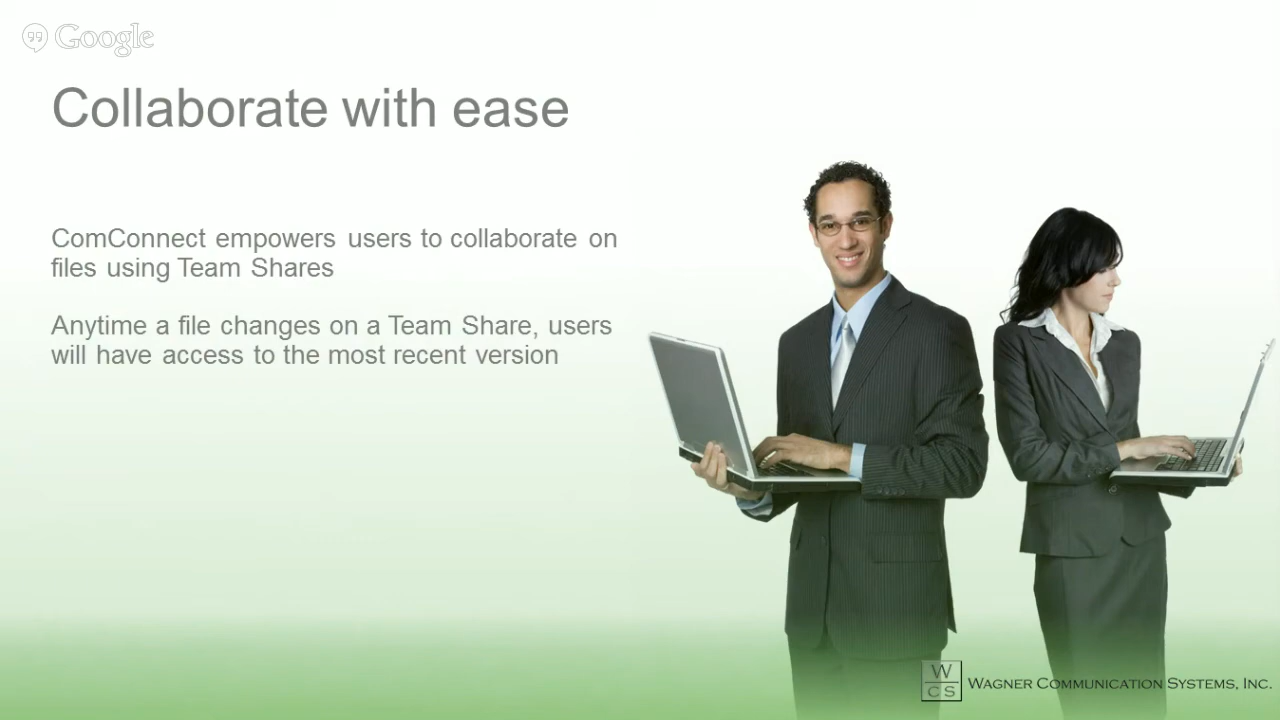 Google
Collaborate with ease
ComConnect empowers users to collaborate on
files using Team Shares
Anytime a file changes on a Team Share, users
will have access to the most recent version
W
CS
WAGNER COMMUNICATION SYSTEMS, INC.